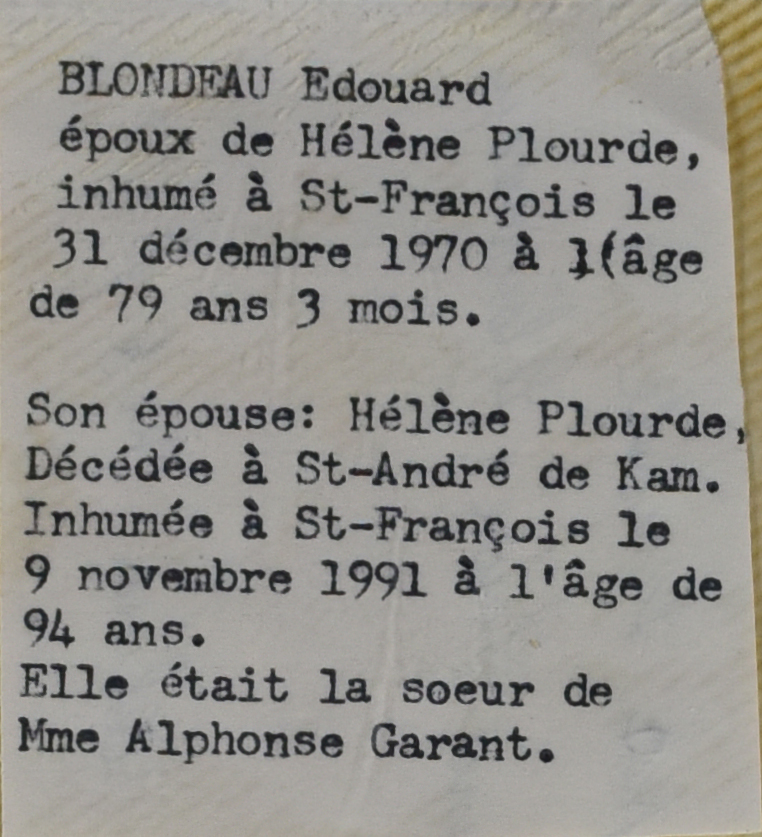 BLONDEAU Edouard
époux de Hélène Plourde,
inhumé à St-François le
31 décembre 1970 à l(âge
de 79 ans 3 mois.
Son épouse: Hélène Plourde,
Décédée à St-André de Kam.
Inhumée à St-François le
9 novembre 1991 à l'âge de
94 ans.
Elle était la soeur de
Mme Alphonse Garant.